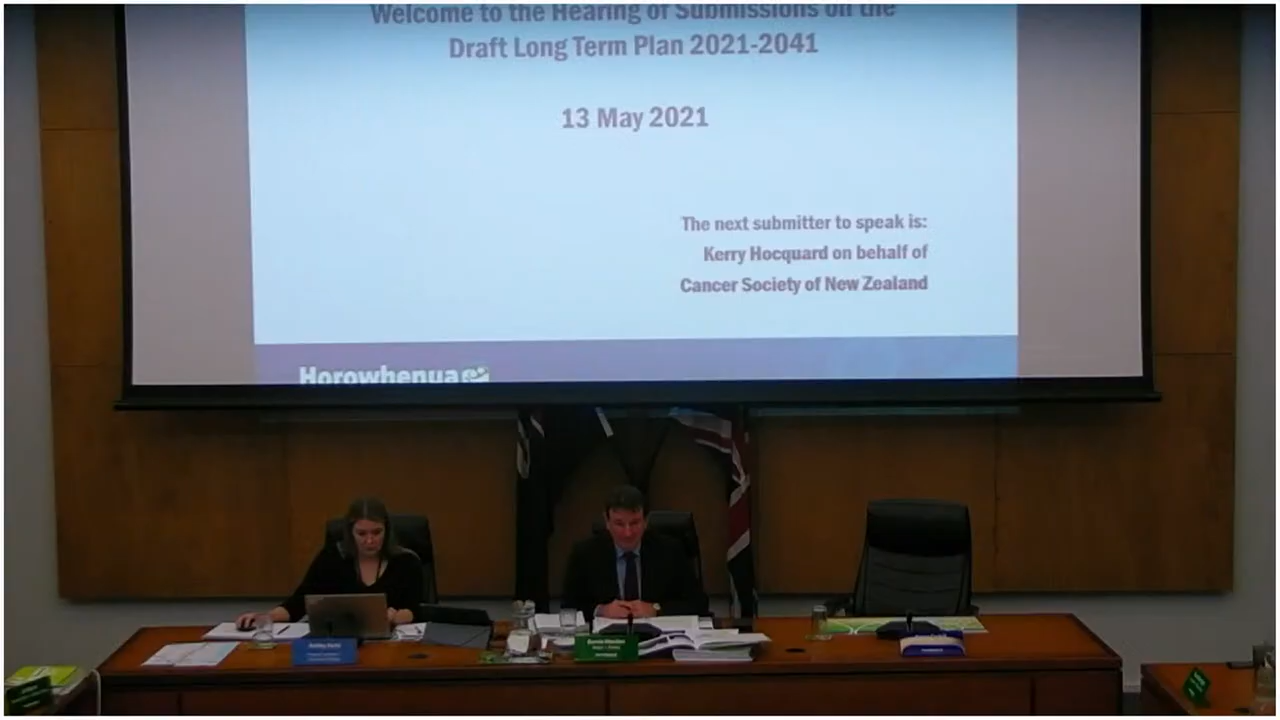 Welcome to the Hearing of Submissions on the
Draft Long Term Plan 2021-2041
13 May 2021
The next submitter to speak is:
Kerry Hocquard on behalf of
Cancer Society of New Zealand
Horowhenua